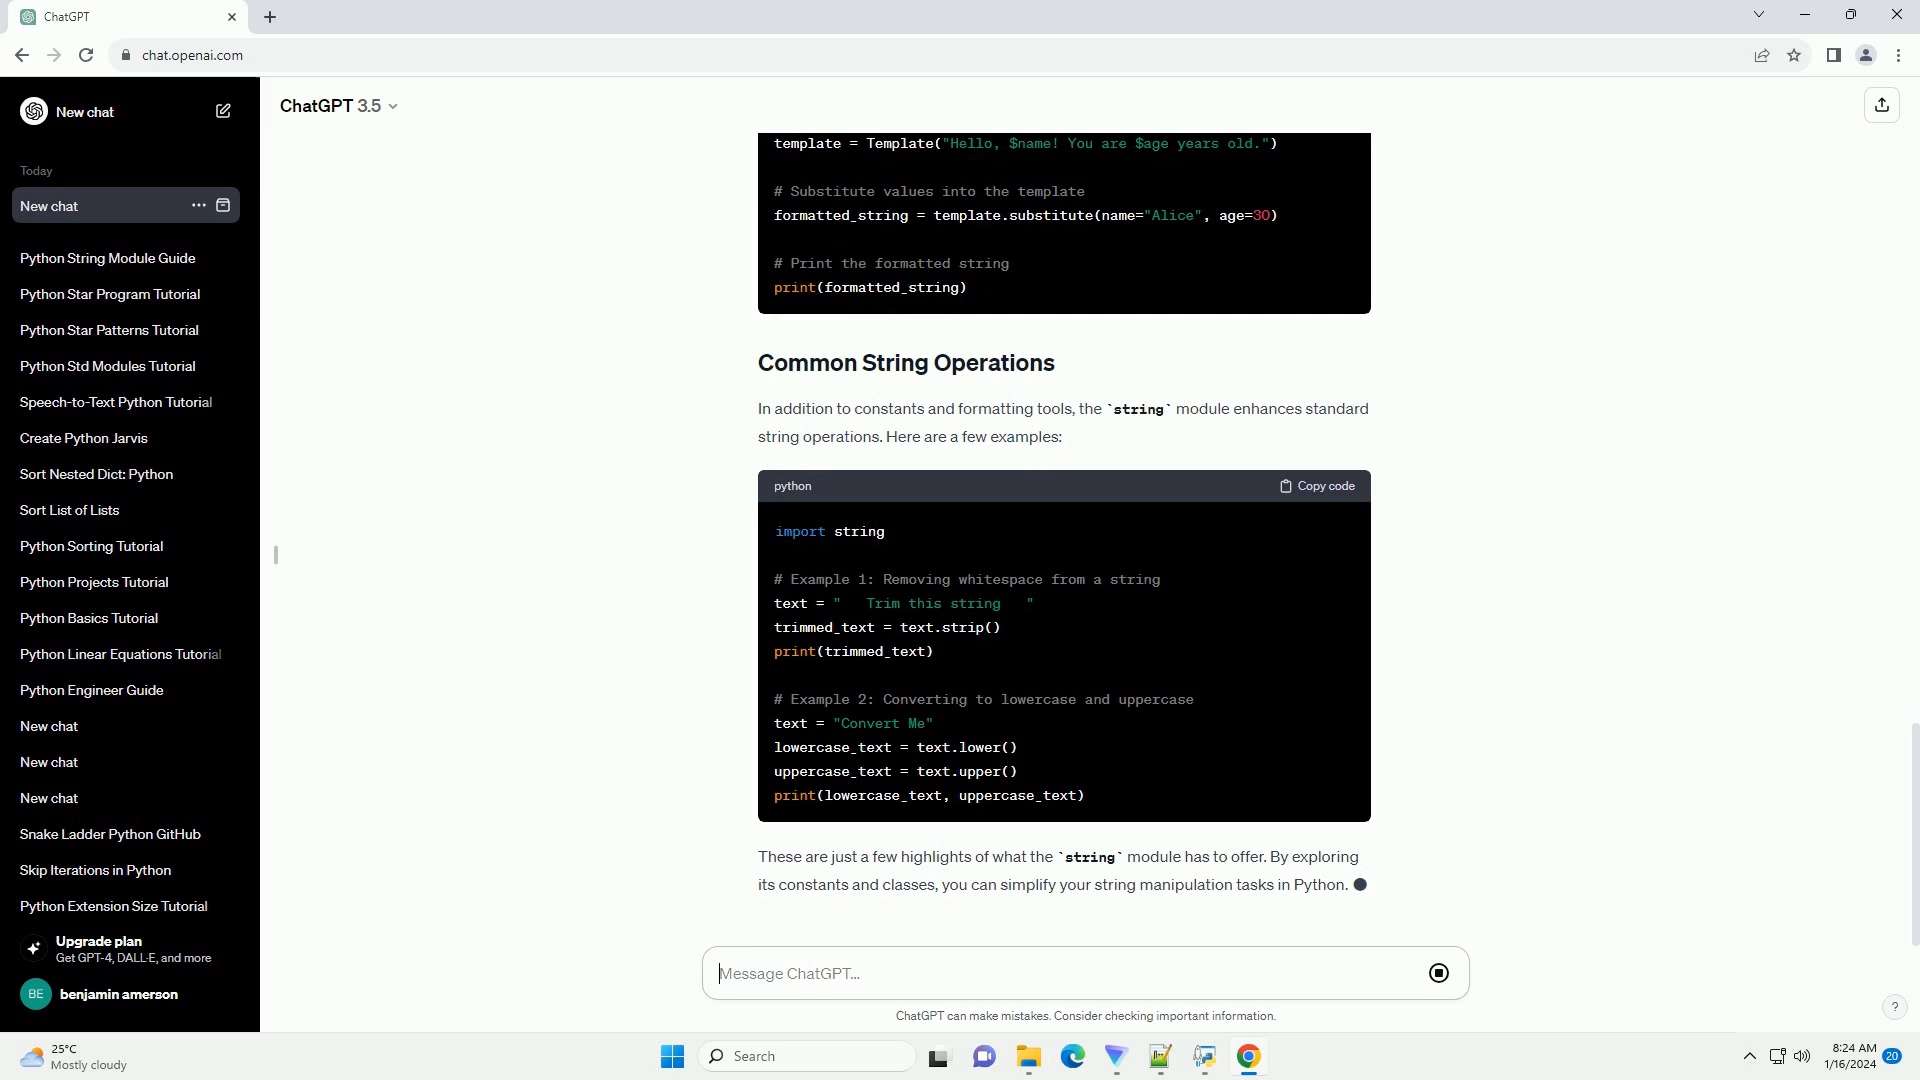 ChatGPT
chat.openai.com
New chat
Today
New chat
Python String Module Guide
Python Star Program Tutorial
Python Star Patterns Tutorial
Python Std Modules Tutorial
Speech-to-Text Python Tutorial
Create Python Jarvis
Sort Nested Dict: Python
Sort List of Lists
Python Sorting Tutorial
Python Projects Tutorial
Python Basics Tutorial
Python Linear Equations Tutorial
Python Engineer Guide
New chat
New chat
New chat
Snake Ladder Python GitHub
Skip Iterations in Python
Python Extension Size Tutorial
Upgrade plan
Get GPT-4, DALL·E, and more
BE benjamin amerson
ChatGPT 3.5
template = Template("Hello, $name! You are $age years old.")
# Substitute values into the template
formatted_string = template.substitute(name="Alice", age=30)
# Print the formatted string
print(formatted_string)
Common String Operations
In addition to constants and formatting tools, the `string` module enhances standard
string operations. Here are a few examples:
python Copy code
import string
# Example 1: Removing whitespace from a string
text = "   Trim this string   "
trimmed_text = text.strip()
print(trimmed_text)
# Example 2: Converting to lowercase and uppercase
text = "Convert Me"
lowercase_text = text.lower()
uppercase_text = text.upper()
print(lowercase_text, uppercase_text)
These are just a few highlights of what the `string` module has to offer. By exploring
its constants and classes, you can simplify your string manipulation tasks in Python.
Message ChatGPT...
ChatGPT can make mistakes. Consider checking important information.
?
25°C
Mostly cloudy
Search
8:24 AM
1/16/2024
20